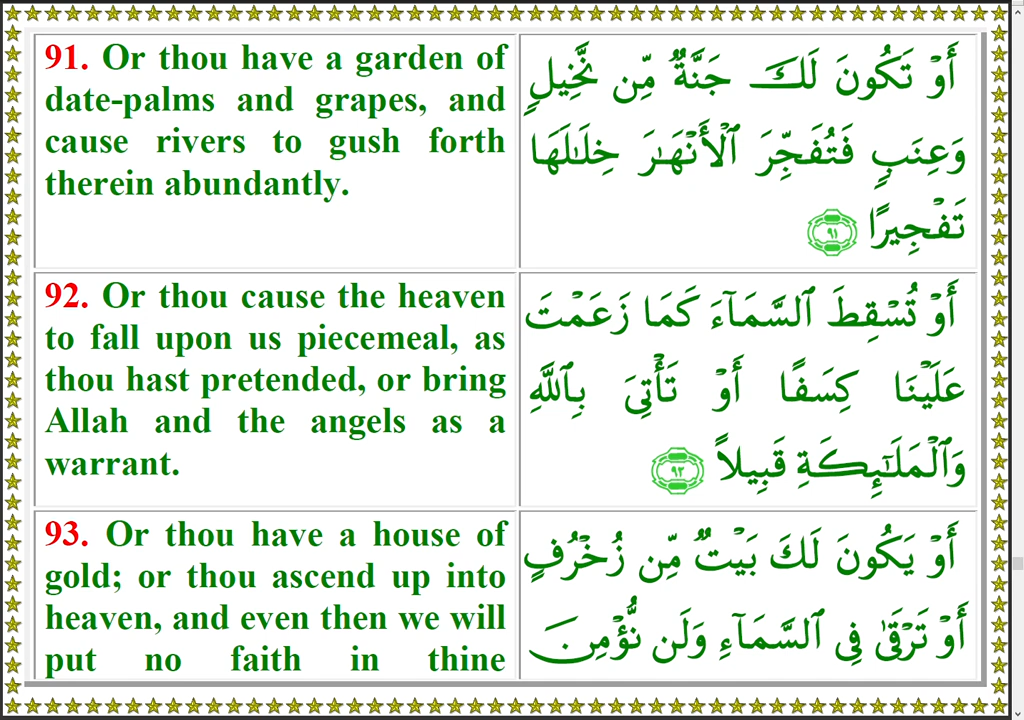 91. Or thou have a garden of
date-palms and grapes, and
cause rivers to gush forth
therein abundantly.
أَوْ تَكُونَ لَكَ جَنَّةٌ مِّن نَّخِيلٍ
وَعِنَبٍ فَتُفَجِّرَ ٱلْأَنْهَـٰرَ خِلَـٰلَهَا
تَفْجِيرًا ٩١
92. Or thou cause the heaven
to fall upon us piecemeal, as
thou hast pretended, or bring
Allah and the angels as a
warrant.
أَوْ تُسْقِطَ ٱلسَّمَآءَ كَمَا زَعَمْتَ
عَلَيْنَا كِسَفًا أَوْ تَأْتِىَ بِٱللَّهِ
وَٱلْمَلَـٰٓئِكَةِ قَبِيلاً ٩٢
93. Or thou have a house of
gold; or thou ascend up into
heaven, and even then we will
put no faith in thine
أَوْ يَكُونَ لَكَ بَيْتٌ مِّن زُخْرُفٍ
أَوْ تَرْقَىٰ فِى ٱلسَّمَآءِ وَلَن نُّؤْمِنَ